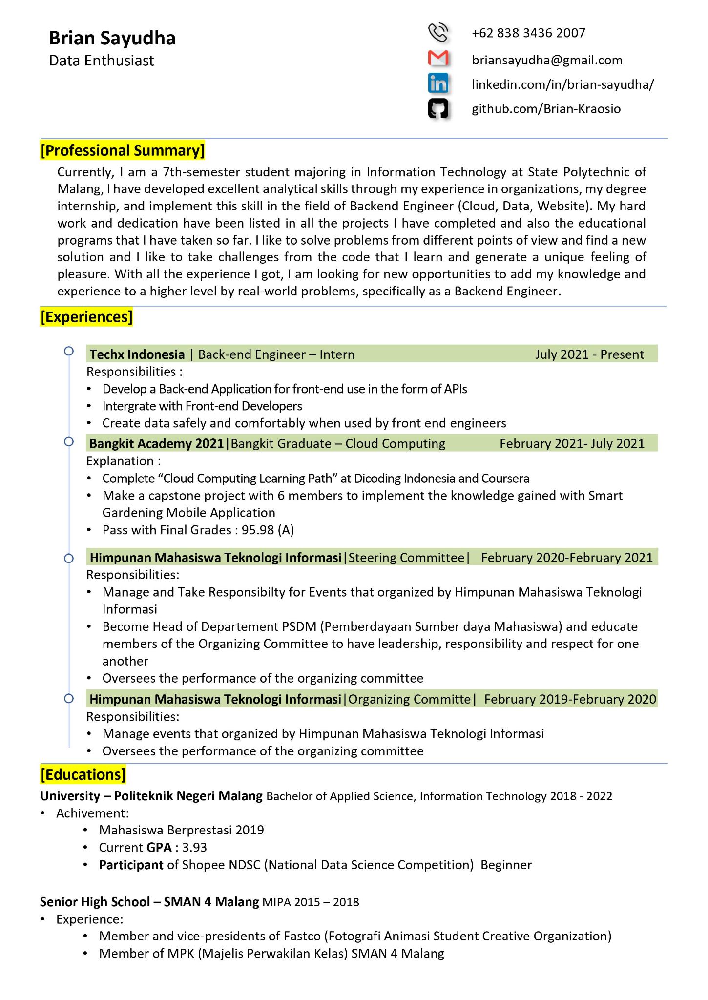 Brian Sayudha
Data Enthusiast
+62 838 3436 2007
briansayudha@gmail.com
linkedin.com/in/brian-sayudha/
github.com/Brian-Kraosio
[Professional Summary]
Currently, I am a 7th-semester student majoring in Information Technology at State Polytechnic of
Malang, I have developed excellent analytical skills through my experience in organizations, my degree
internship, and implement this skill in the field of Backend Engineer (Cloud, Data, Website). My hard
work and dedication have been listed in all the projects I have completed and also the educational
programs that I have taken so far. I like to solve problems from different points of view and find a new
solution and I like to take challenges from the code that I learn and generate a unique feeling of
pleasure. With all the experience I got, I am looking for new opportunities to add my knowledge and
experience to a higher level by real-world problems, specifically as a Backend Engineer.
[Experiences]
Techx Indonesia | Back-end Engineer – Intern July 2021 - Present
Responsibilities :
• Develop a Back-end Application for front-end use in the form of APIs
• Intergrate with Front-end Developers
• Create data safely and comfortably when used by front end engineers
Bangkit Academy 2021|Bangkit Graduate – Cloud Computing February 2021- July 2021
Explanation :
• Complete “Cloud Computing Learning Path” at Dicoding Indonesia and Coursera
• Make a capstone project with 6 members to implement the knowledge gained with Smart
Gardening Mobile Application
• Pass with Final Grades : 95.98 (A)
Himpunan Mahasiswa Teknologi Informasi|Steering Committee| February 2020-February 2021
Responsibilities:
• Manage and Take Responsibilty for Events that organized by Himpunan Mahasiswa Teknologi
Informasi
• Become Head of Departement PSDM (Pemberdayaan Sumber daya Mahasiswa) and educate
members of the Organizing Committee to have leadership, responsibility and respect for one
another
• Oversees the performance of the organizing committee
Himpunan Mahasiswa Teknologi Informasi|Organizing Committe| February 2019-February 2020
Responsibilities:
• Manage events that organized by Himpunan Mahasiswa Teknologi Informasi
• Oversees the performance of the organizing committee
[Educations]
University – Politeknik Negeri Malang Bachelor of Applied Science, Information Technology 2018 - 2022
• Achivement:
• Mahasiswa Berprestasi 2019
• Current GPA : 3.93
• Participant of Shopee NDSC (National Data Science Competition) Beginner
Senior High School – SMAN 4 Malang MIPA 2015 – 2018
• Experience:
• Member and vice-presidents of Fastco (Fotografi Animasi Student Creative Organization)
• Member of MPK (Majelis Perwakilan Kelas) SMAN 4 Malang